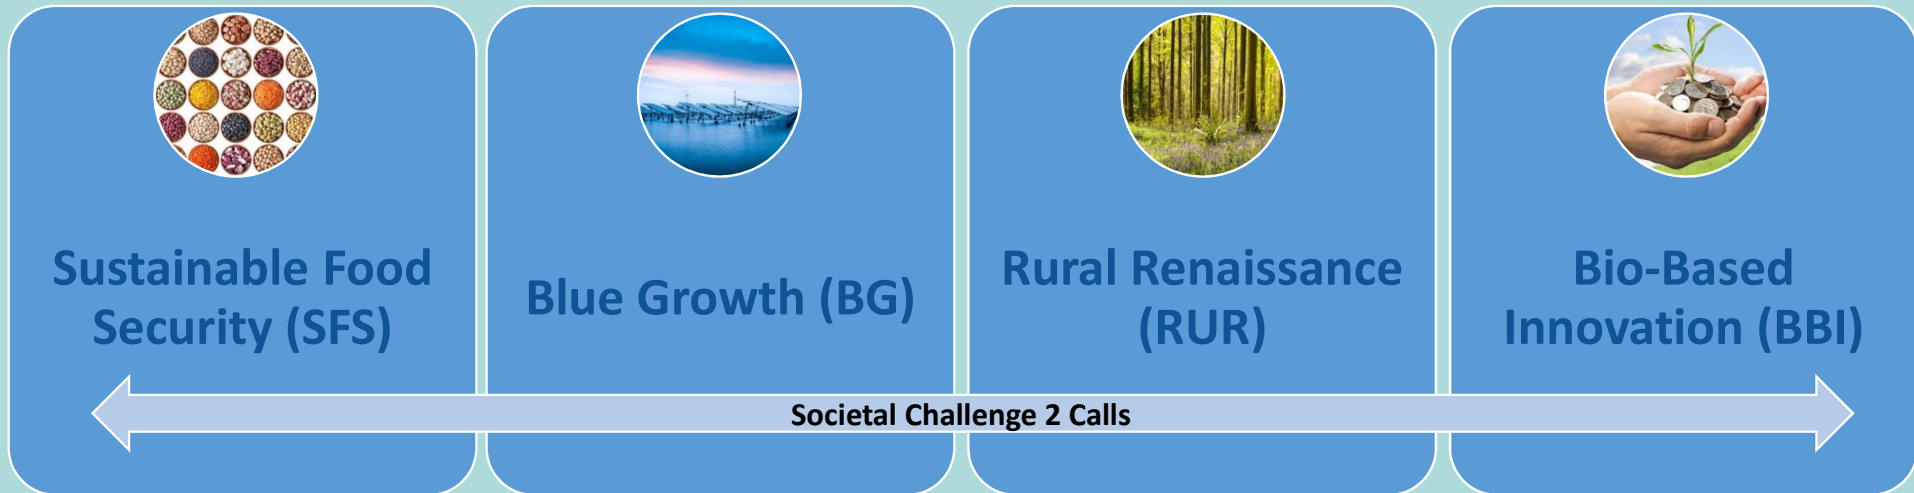 Sustainable Food
Security (SFS)
Blue Growth (BG)
Rural Renaissance
(RUR)
Bio-Based
Innovation (BBI)
Societal Challenge 2 Calls